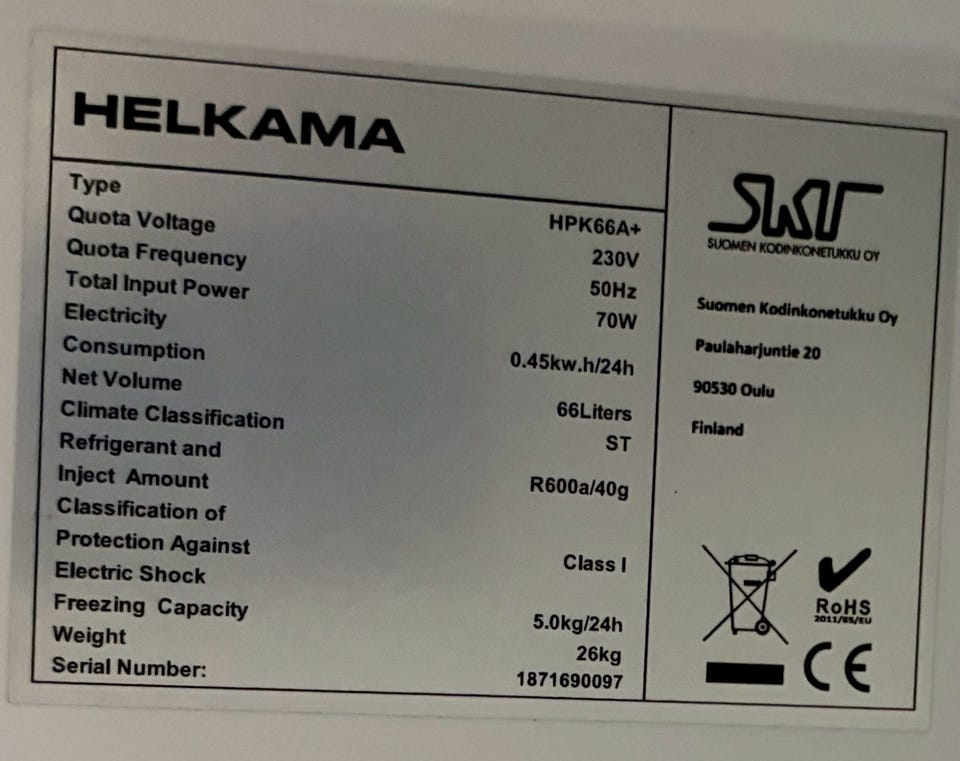 HELKAMA
Type HPK66A+
Quota Voltage 230V
Quota Frequency 50Hz
Total Input Power 70W
Electricity
Consumption 0.45kw.h/24h
Net Volume 66Liters
Climate Classification ST
Refrigerant and
Inject Amount R600a/40g
Classification of
Protection Against
Electric Shock Class I
Freezing Capacity 5.0kg/24h
Weight 26kg
Serial Number: 1871690097
SKT
SUOMEN KODINKONETUKKU OY
Suomen Kodinkonetukku Oy
Paulaharjuntie 20
90530 Oulu
Finland
RoHS
2011/65/EU
CE